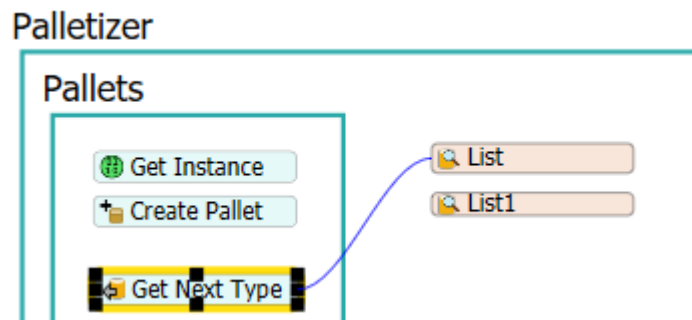 Palletizer
Pallets
Get Instance
List
Create Pallet
List1
Get Next Type